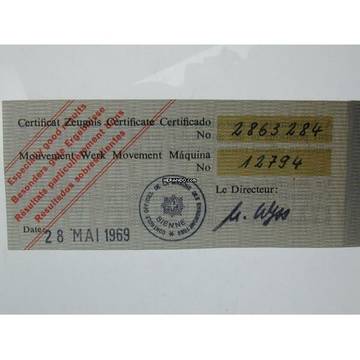 Certificat Zeugnis Certificate Certificado
No 2863284
Mouvement Werk Movement Máquina
No 12794
Especially good results
Besonders gute Ergebnisse
Résultats particulièrement bons
Resultados sobresalientes
Le Directeur:
Date:
28 MAI 1969
BIENNE